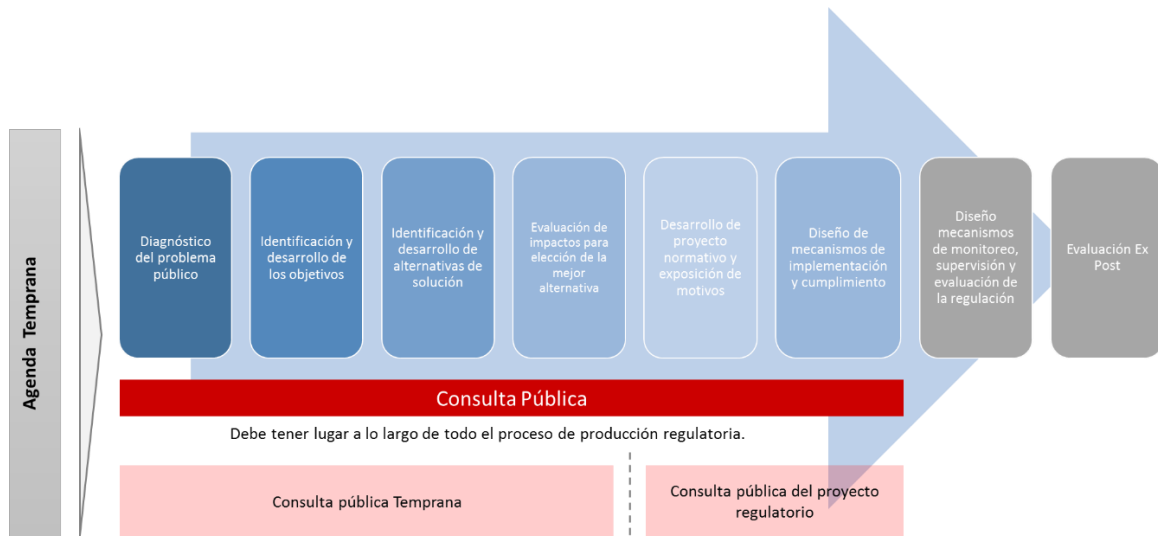 Agenda Temprana
Diagnóstico
del problema
público
Identificación y
desarrollo de
los objetivos
Identificación y
desarrollo de
alternativas de
solución
Evaluación de
impactos para
elección de la
mejor
alternativa
Desarrollo de
proyecto
normativo y
exposición de
motivos
Diseño de
mecanismos de
implementación
y cumplimiento
Diseño
mecanismos
de monitoreo,
supervisión y
evaluación de
la regulación
Evaluación Ex
Post
Consulta Pública
Debe tener lugar a lo largo de todo el proceso de producción regulatoria.
Consulta pública Temprana
Consulta pública del proyecto
regulatorio